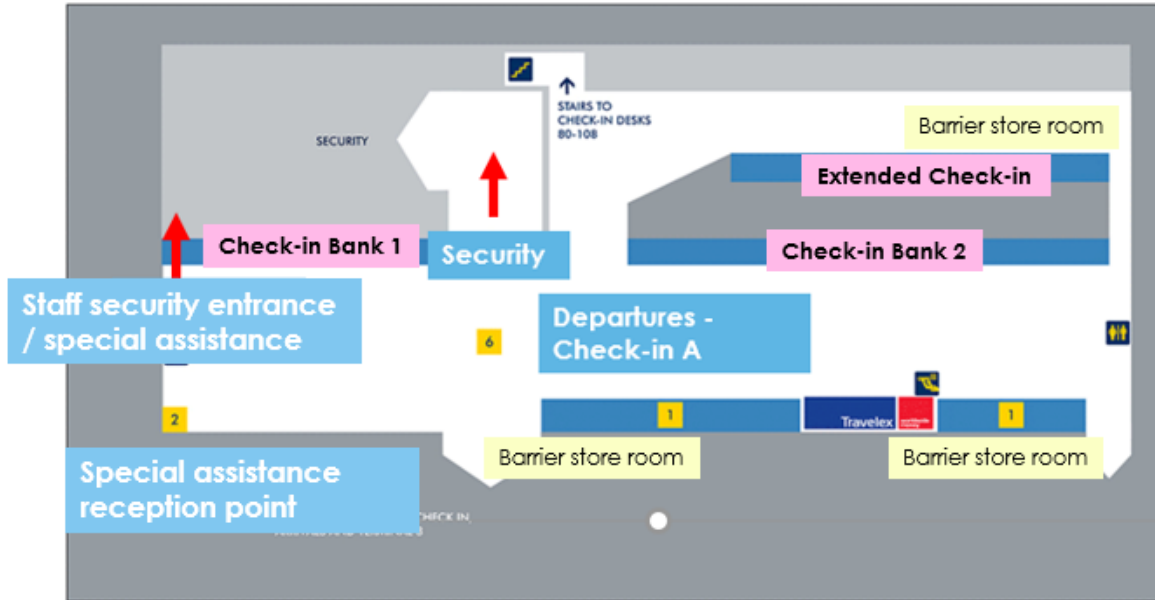 STAIRS TO
CHECK-IN DESKS
80-108
SECURITY
Barrier store room
Extended Check-in
Check-in Bank 1
Security
Check-in Bank 2
Staff security entrance
/ special assistance
6
Departures -
Check-in A
2
1
Travelex
1
Barrier store room
Barrier store room
Special assistance
reception point
CHECK IN,